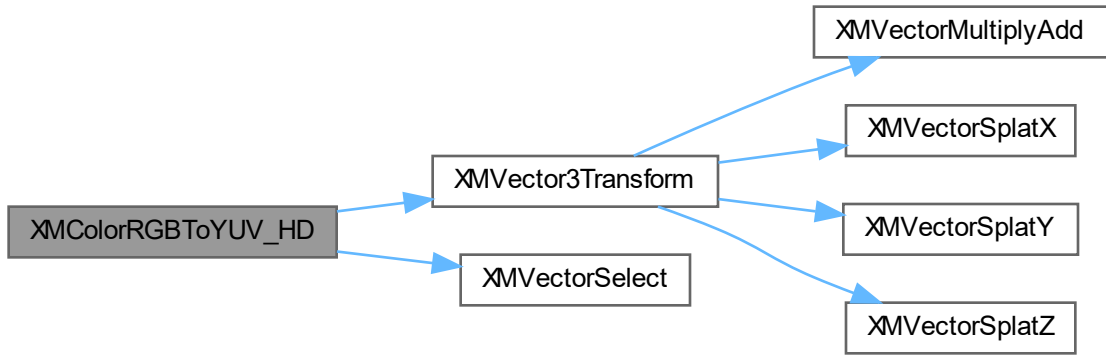 XMVectorMultiplyAdd
XMVectorSplatX
XMVector3Transform
XMColorRGBToYUV_HD
XMVectorSplatY
XMVectorSelect
XMVectorSplatZ